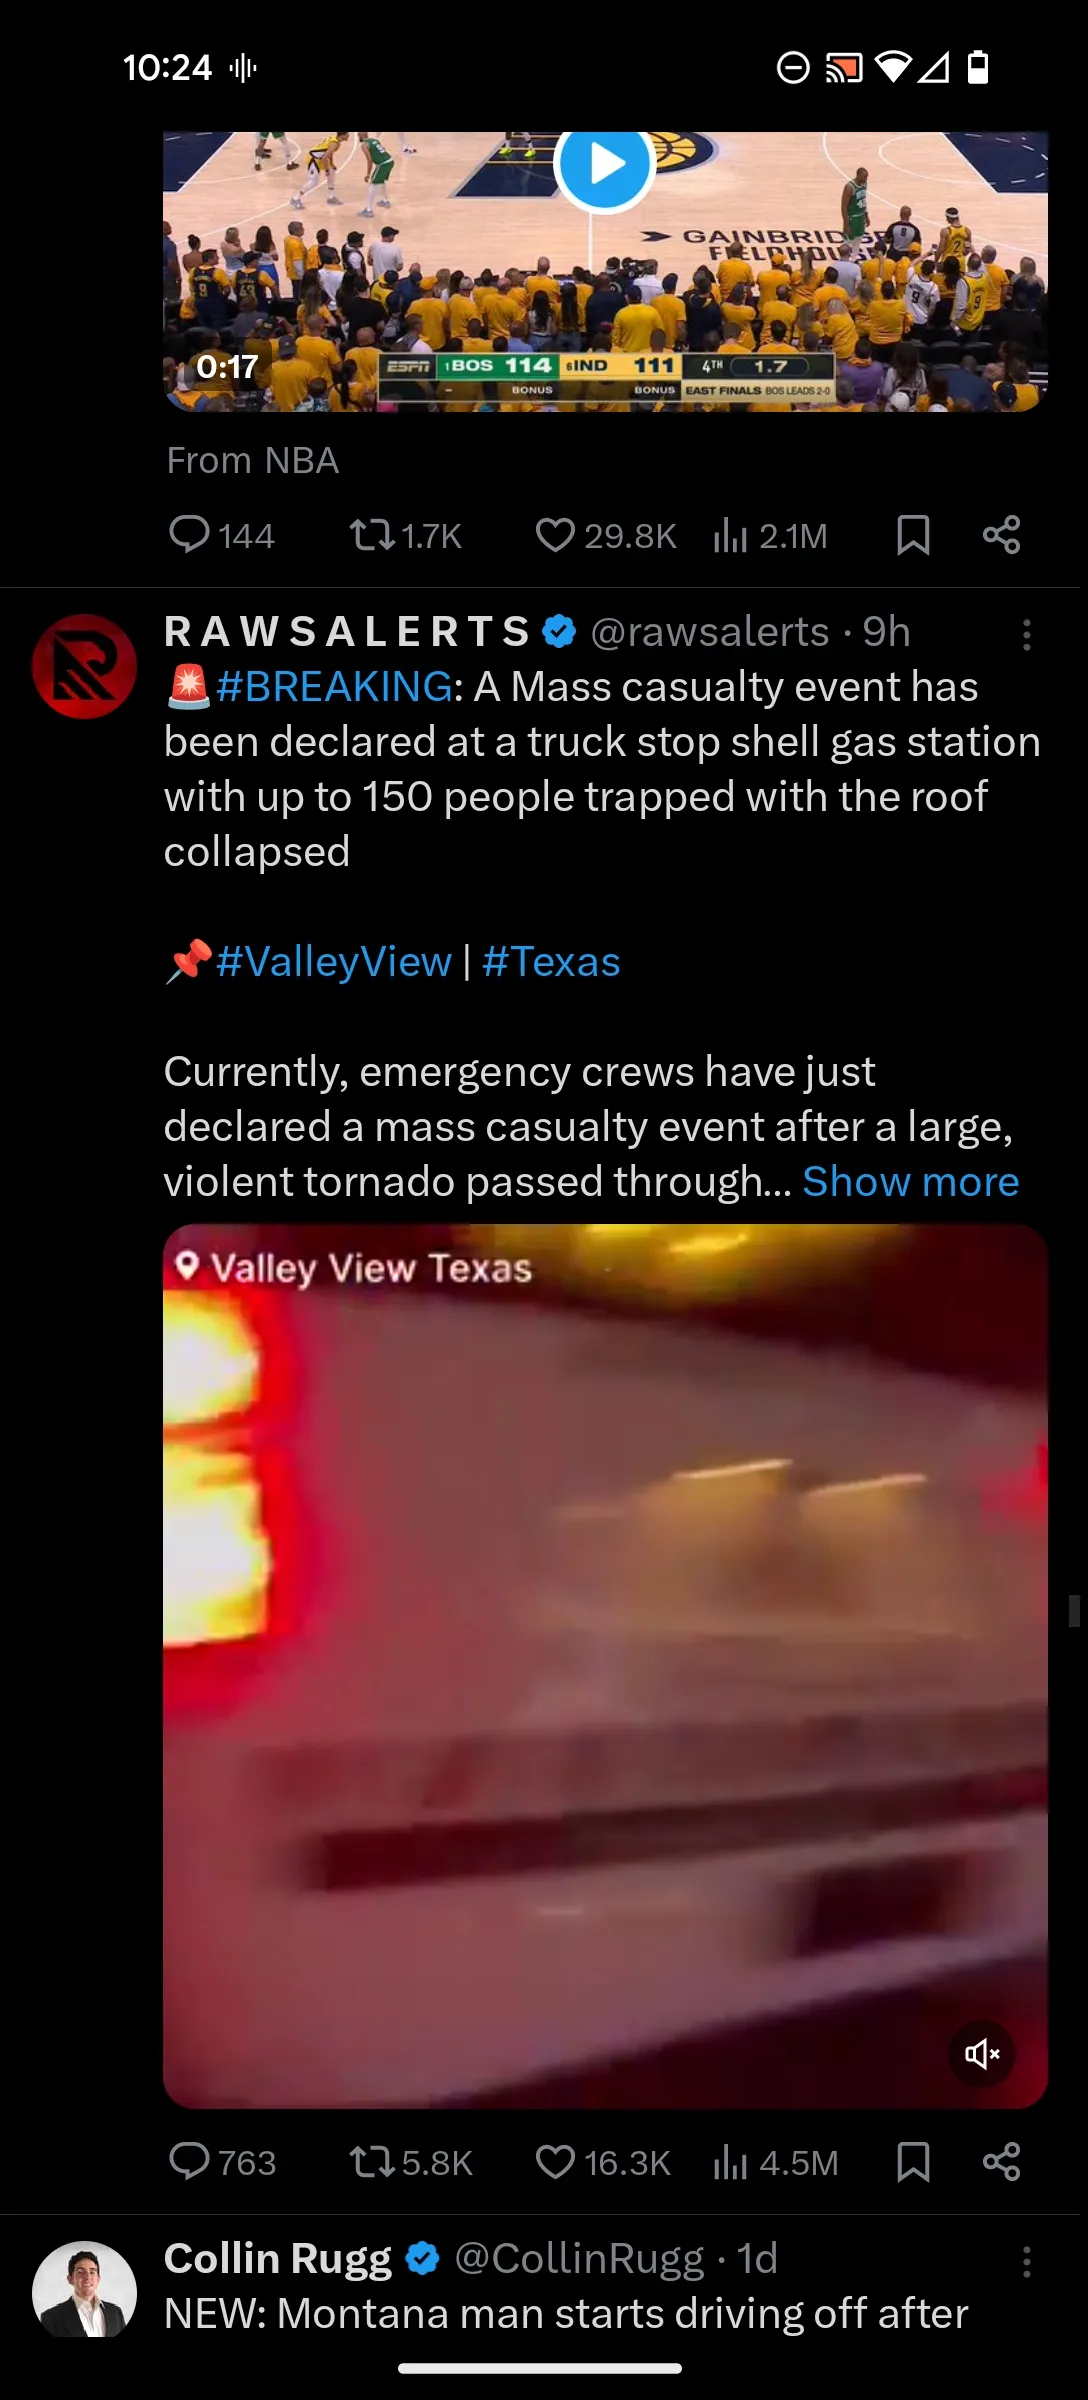 10:24
GAINBRIDGE
FIELDHOUSE
0:17
ESPN 1BOS 114 6IND 111 4TH 1.7
BONUS BONUS EAST FINALS BOS LEADS 2-0
From NBA
144 1.7K 29.8K 2.1M
R A W S A L E R T S @rawsalerts · 9h
🚨#BREAKING: A Mass casualty event has
been declared at a truck stop shell gas station
with up to 150 people trapped with the roof
collapsed
📌#ValleyView | #Texas
Currently, emergency crews have just
declared a mass casualty event after a large,
violent tornado passed through... Show more
Valley View Texas
763 5.8K 16.3K 4.5M
Collin Rugg @CollinRugg · 1d
NEW: Montana man starts driving off after